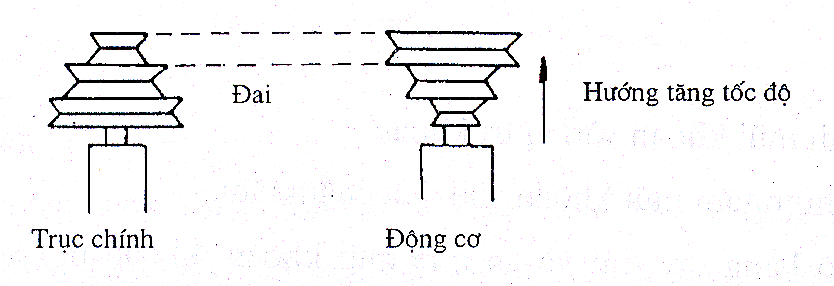 Đai
Hướng tăng tốc độ
Trục chính
Động cơ